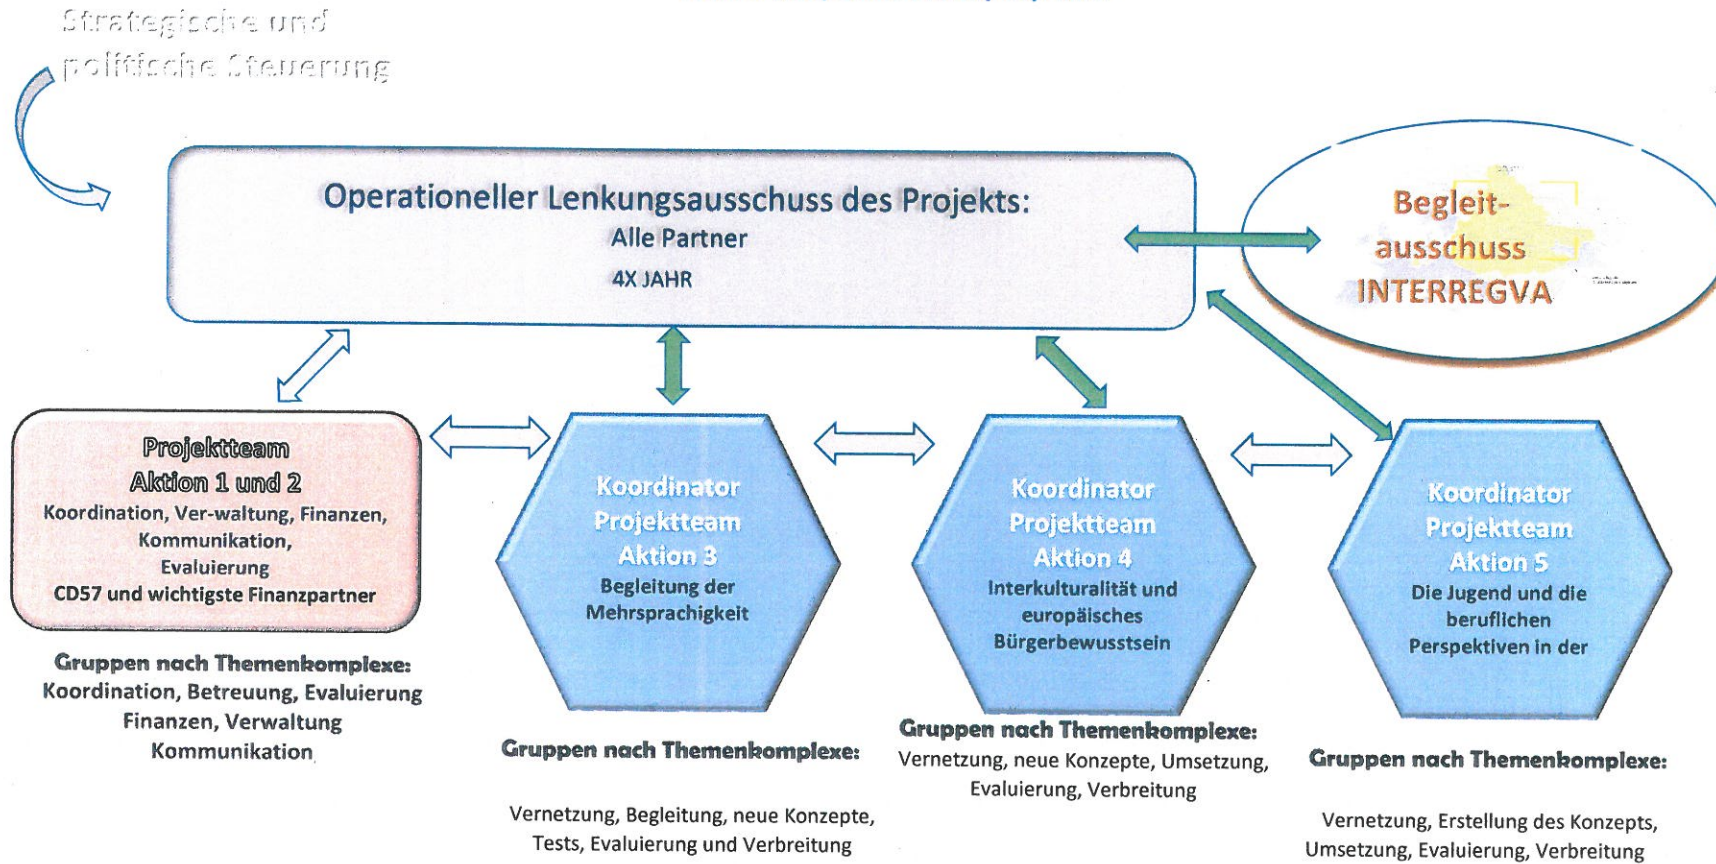 Strategische und
politische Steuerung
Operationeller Lenkungsausschuss des Projekts:
Alle Partner
4X JAHR
Begleit-
ausschuss
INTERREGVA
Projektteam
Aktion 1 und 2
Koordination, Ver-waltung, Finanzen,
Kommunikation,
Evaluierung
CD57 und wichtigste Finanzpartner
Gruppen nach Themenkomplexe:
Koordination, Betreuung, Evaluierung
Finanzen, Verwaltung
Kommunikation
Koordinator
Projektteam
Aktion 3
Begleitung der
Mehrsprachigkeit
Gruppen nach Themenkomplexe:
Vernetzung, Begleitung, neue Konzepte,
Tests, Evaluierung und Verbreitung
Koordinator
Projektteam
Aktion 4
Interkulturalität und
europäisches
Bürgerbewusstsein
Gruppen nach Themenkomplexe:
Vernetzung, neue Konzepte, Umsetzung,
Evaluierung, Verbreitung
Koordinator
Projektteam
Aktion 5
Die Jugend und die
beruflichen
Perspektiven in der
Gruppen nach Themenkomplexe:
Vernetzung, Erstellung des Konzepts,
Umsetzung, Evaluierung, Verbreitung